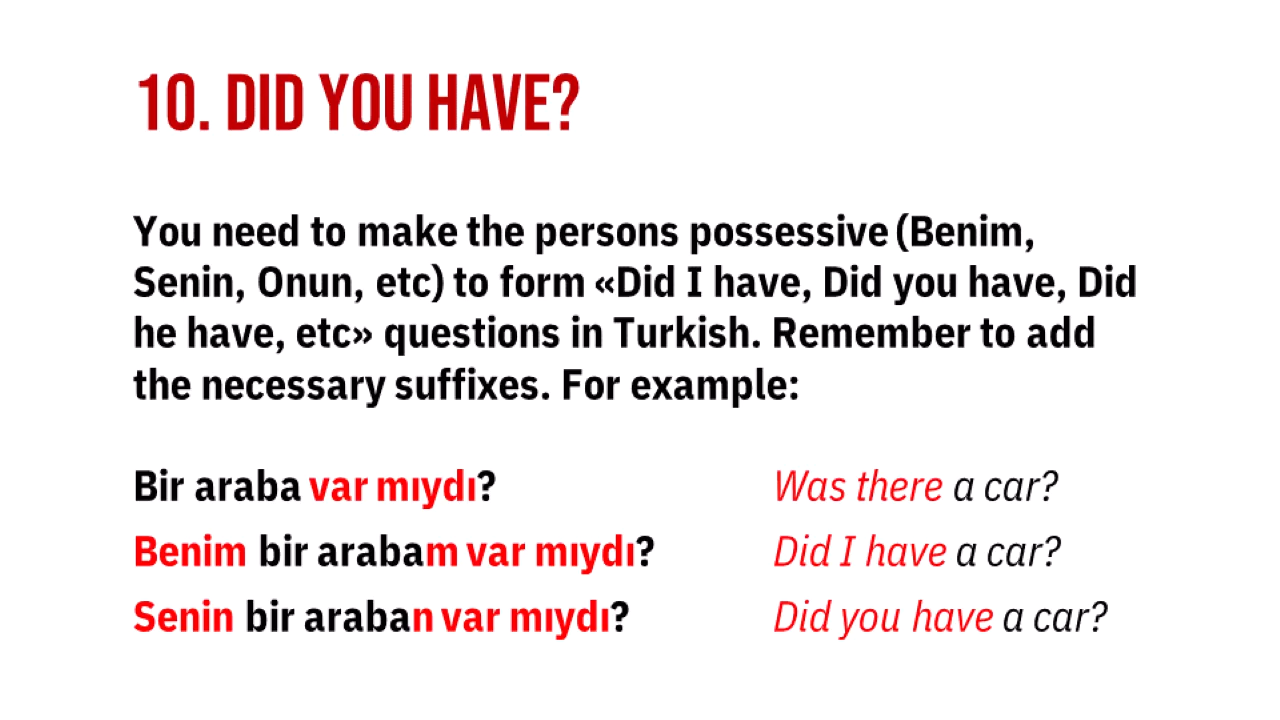 10. DID YOU HAVE?
You need to make the persons possessive (Benim,
Senin, Onun, etc) to form «Did I have, Did you have, Did
he have, etc» questions in Turkish. Remember to add
the necessary suffixes. For example:
Bir araba var mıydı? Was there a car?
Benim bir arabam var mıydı? Did I have a car?
Senin bir araban var mıydı? Did you have a car?